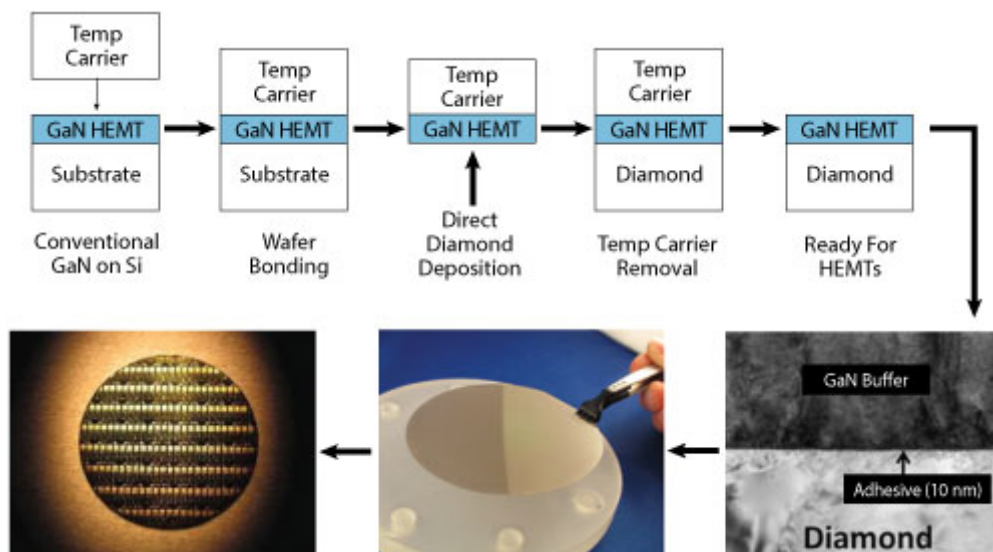 Temp
Carrier
GaN HEMT
Substrate
Conventional
GaN on Si
Temp
Carrier
GaN HEMT
Substrate
Wafer
Bonding
Temp
Carrier
GaN HEMT
Direct
Diamond
Deposition
Temp
Carrier
GaN HEMT
Diamond
Temp Carrier
Removal
GaN HEMT
Diamond
Ready For
HEMTs
GaN Buffer
Adhesive (10 nm)
Diamond